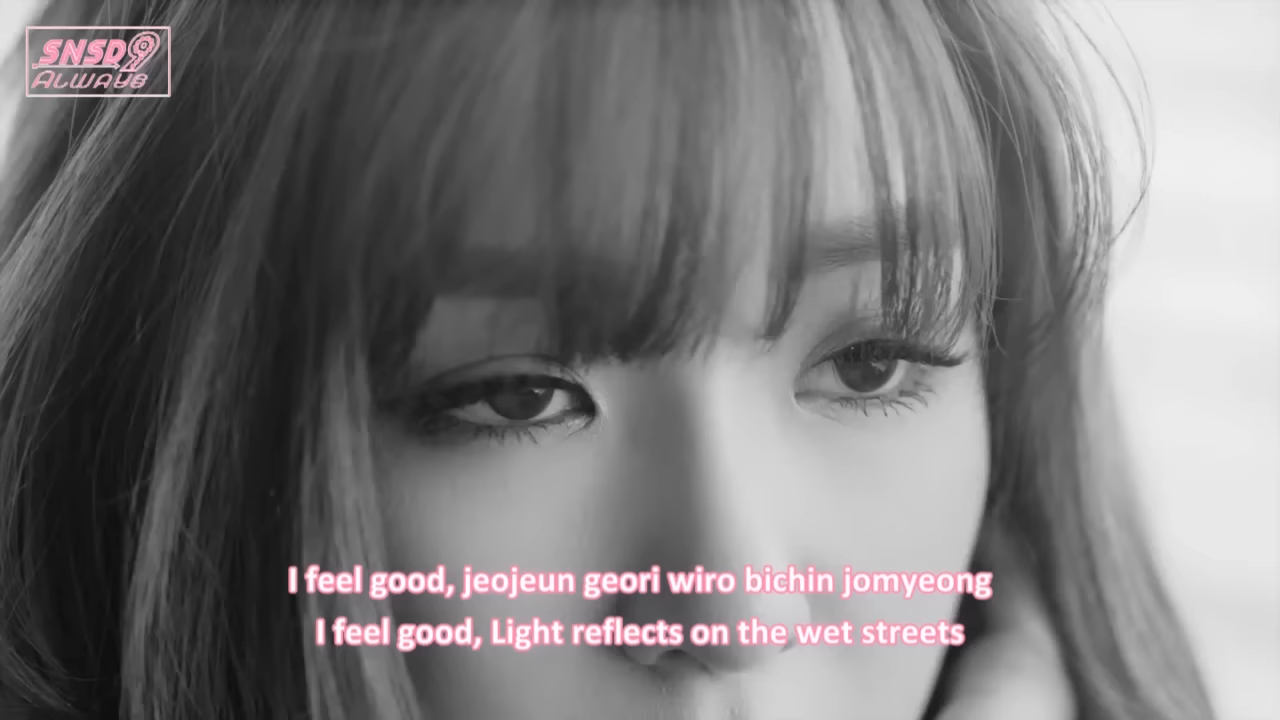 SNSD9
ALWAYS
I feel good, jeojeun geori wiro bichin jomyeong
I feel good, Light reflects on the wet streets